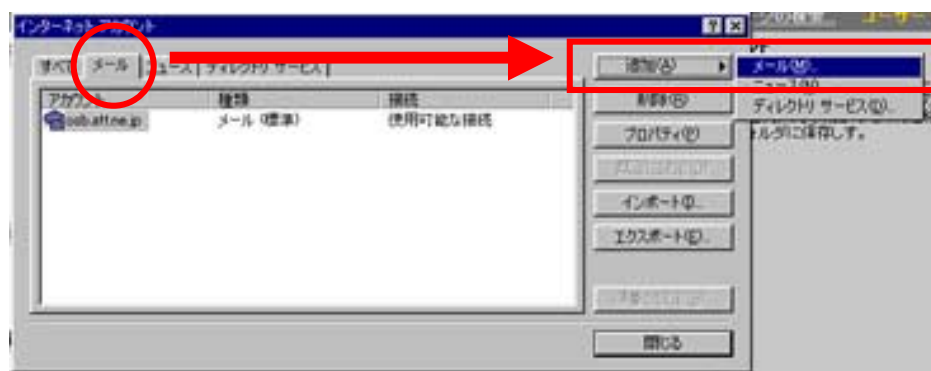 インターネット アカウント
すべて メール ニュース ディレクトリ サービス
アカウント 種類 接続
メール (標準) 使用可能な接続
追加(A)
削除(R)
プロパティ(P)
インポート(I)...
エクスポート(E)...
閉じる
メール(M)...
ディレクトリ サービス(D)...